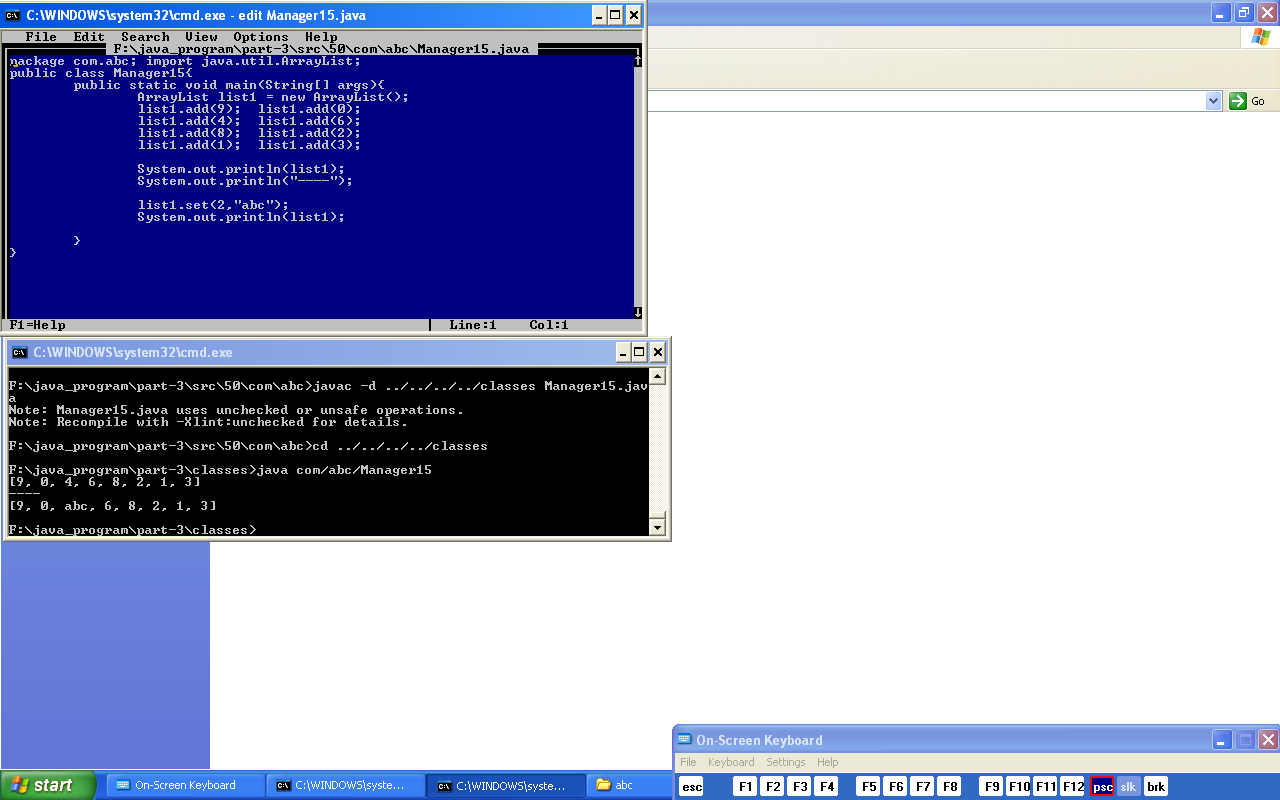 C:\WINDOWS\system32\cmd.exe - edit Manager15.java
File Edit Search View Options Help
F:\java_program\part-3\src\50\com\abc\Manager15.java
package com.abc; import java.util.ArrayList;
public class Manager15{
public static void main(String[] args){
ArrayList list1 = new ArrayList();
list1.add(9); list1.add(0);
list1.add(4); list1.add(6);
list1.add(8); list1.add(2);
list1.add(1); list1.add(3);
System.out.println(list1);
System.out.println("----");
list1.set(2,"abc");
System.out.println(list1);
}
}
F1=Help Line:1 Col:1
Go
C:\WINDOWS\system32\cmd.exe
F:\java_program\part-3\src\50\com\abc>javac -d ../../../../classes Manager15.jav
a
Note: Manager15.java uses unchecked or unsafe operations.
Note: Recompile with -Xlint:unchecked for details.
F:\java_program\part-3\src\50\com\abc>cd ../../../../classes
F:\java_program\part-3\classes>java com/abc/Manager15
[9, 0, 4, 6, 8, 2, 1, 3]
----
[9, 0, abc, 6, 8, 2, 1, 3]
F:\java_program\part-3\classes>
On-Screen Keyboard
File Keyboard Settings Help
esc F1 F2 F3 F4 F5 F6 F7 F8 F9 F10 F11 F12 psc slk brk
start On-Screen Keyboard C:\WINDOWS\syste... C:\WINDOWS\syste... abc